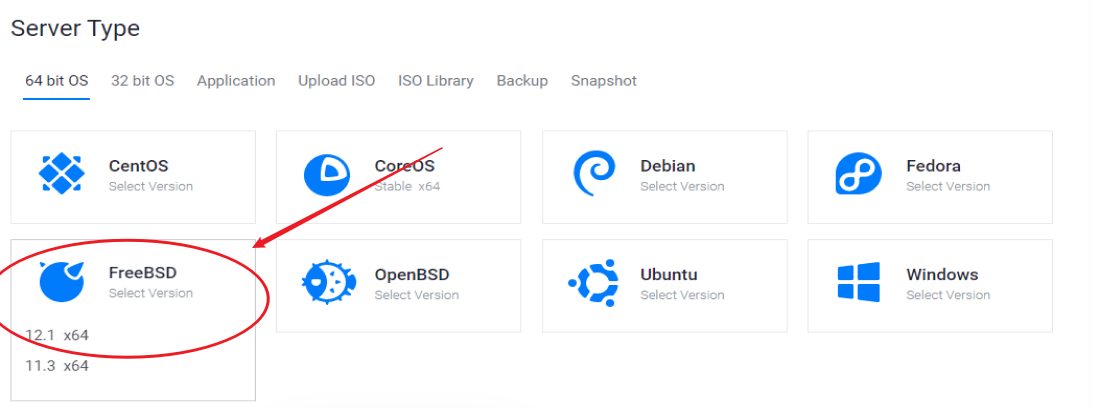 Server Type
64 bit OS 32 bit OS Application Upload ISO ISO Library Backup Snapshot
CentOS
Select Version
CoreOS
Stable x64
Debian
Select Version
Fedora
Select Version
FreeBSD
Select Version
12.1 x64
11.3 x64
OpenBSD
Select Version
Ubuntu
Select Version
Windows
Select Version